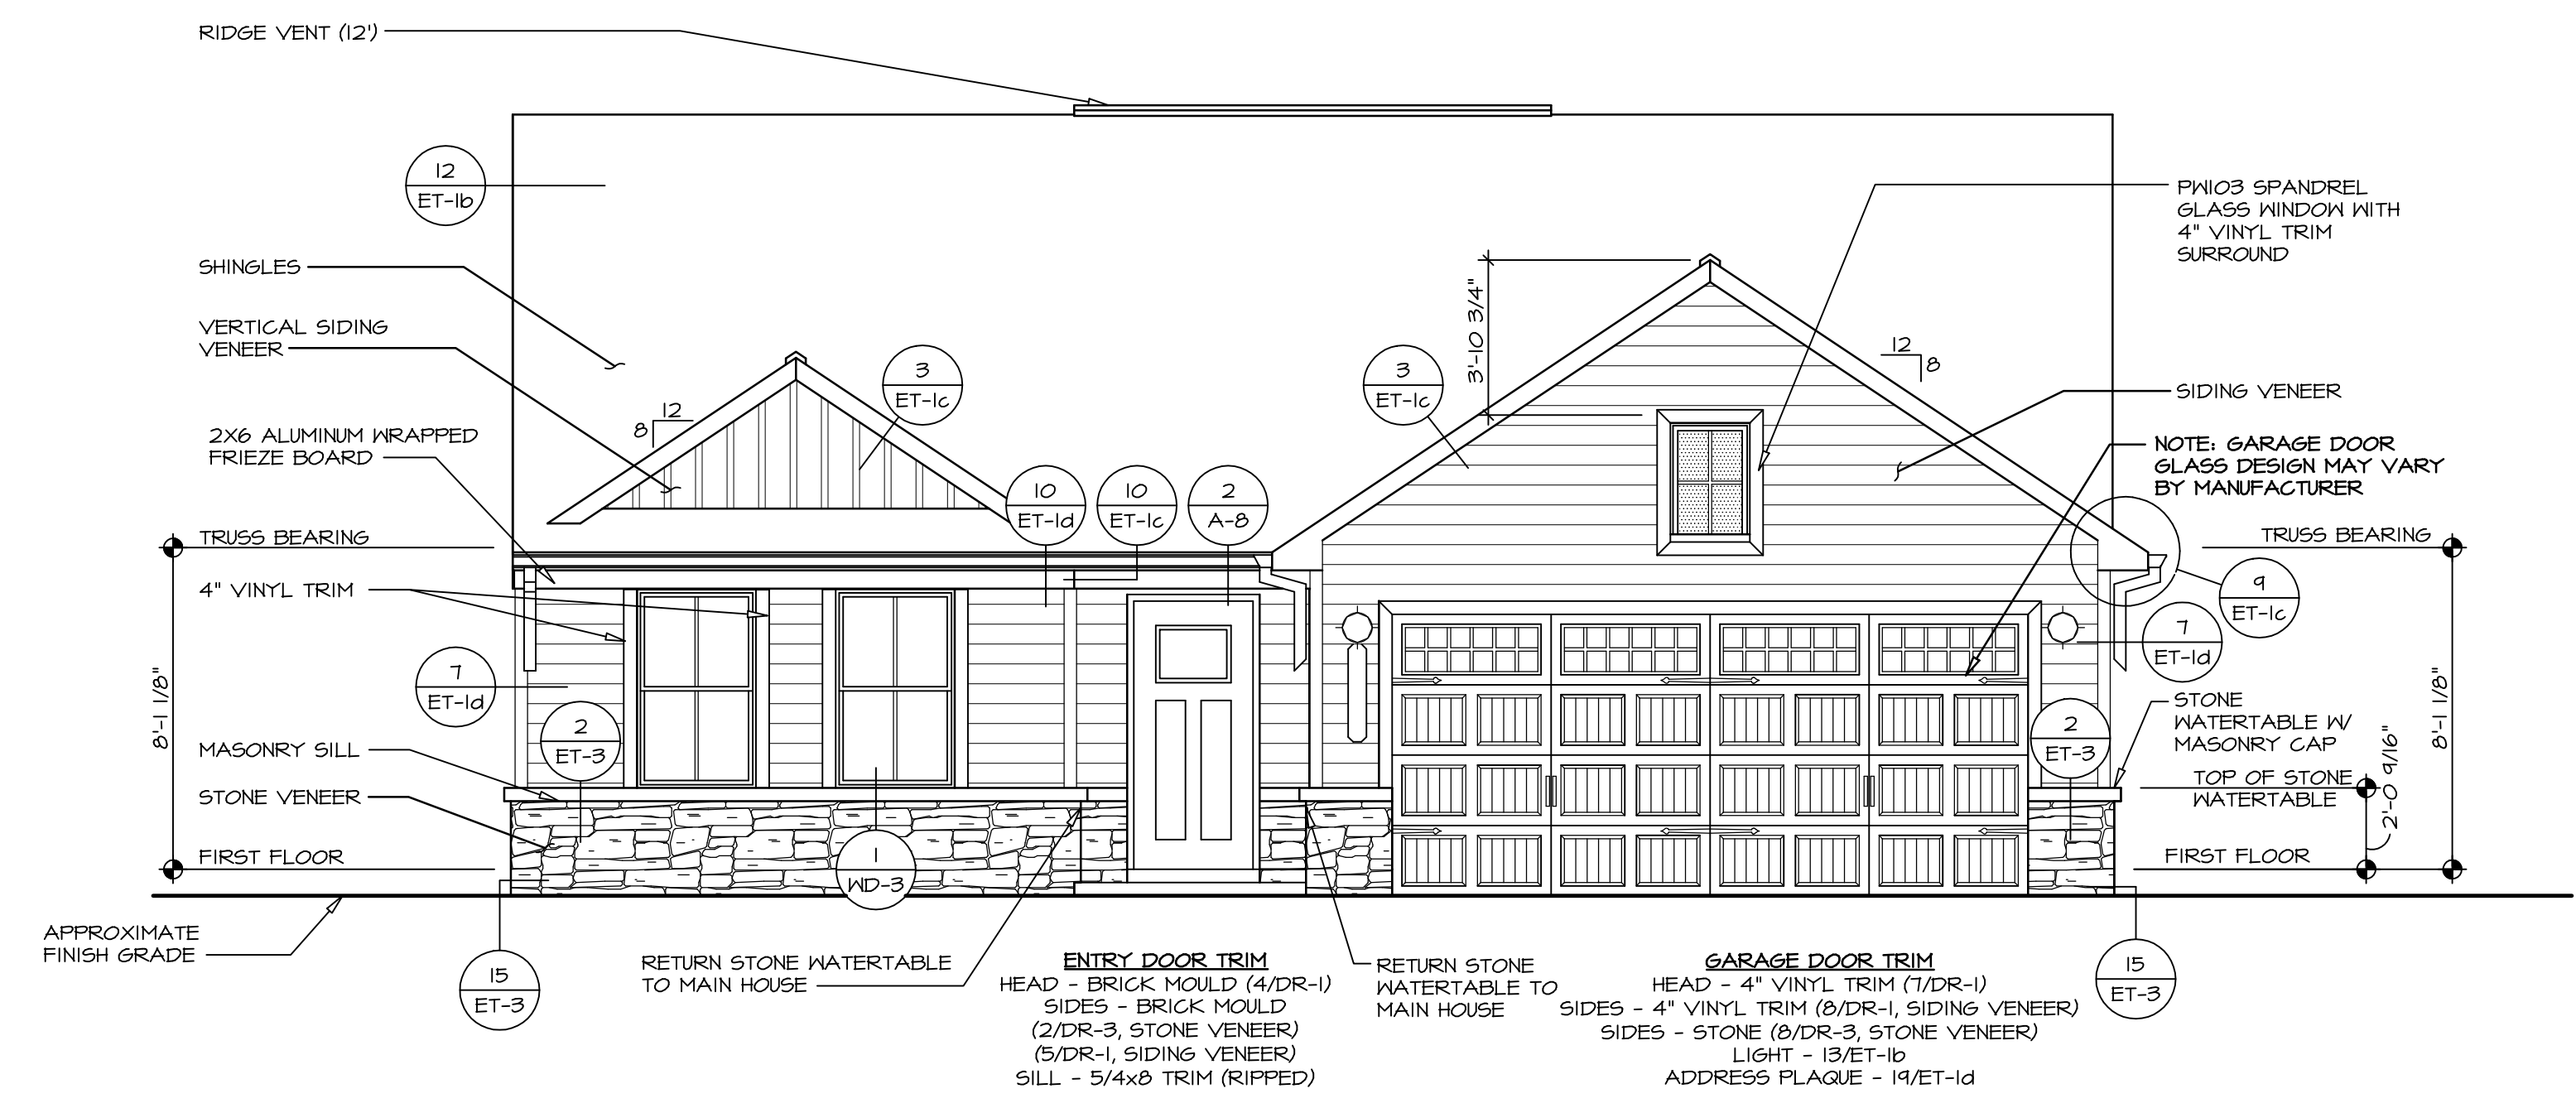 RIDGE VENT (12')
12
ET-1b
SHINGLES
VERTICAL SIDING
VENEER
2X6 ALUMINUM WRAPPED
FRIEZE BOARD
TRUSS BEARING
4" VINYL TRIM
8'-1 1/8"
7
ET-1d
2
ET-3
MASONRY SILL
STONE VENEER
FIRST FLOOR
APPROXIMATE
FINISH GRADE
15
ET-3
12
8
3
ET-1c
10
ET-1d
10
ET-1c
2
A-8
1
WD-3
3
ET-1c
3'-10 3/4"
12
8
PW103 SPANDREL
GLASS WINDOW WITH
4" VINYL TRIM
SURROUND
SIDING VENEER
NOTE: GARAGE DOOR
GLASS DESIGN MAY VARY
BY MANUFACTURER
TRUSS BEARING
9
ET-1c
7
ET-1d
2
ET-3
STONE
WATERTABLE W/
MASONRY CAP
TOP OF STONE
WATERTABLE
2'-0 9/16"
8'-1 1/8"
FIRST FLOOR
15
ET-3
RETURN STONE WATERTABLE
TO MAIN HOUSE
ENTRY DOOR TRIM
HEAD - BRICK MOULD (4/DR-1)
SIDES - BRICK MOULD
(2/DR-3, STONE VENEER)
(5/DR-1, SIDING VENEER)
SILL - 5/4x8 TRIM (RIPPED)
RETURN STONE
WATERTABLE TO
MAIN HOUSE
GARAGE DOOR TRIM
HEAD - 4" VINYL TRIM (7/DR-1)
SIDES - 4" VINYL TRIM (8/DR-1, SIDING VENEER)
SIDES - STONE (8/DR-3, STONE VENEER)
LIGHT - 13/ET-1b
ADDRESS PLAQUE - 19/ET-1d